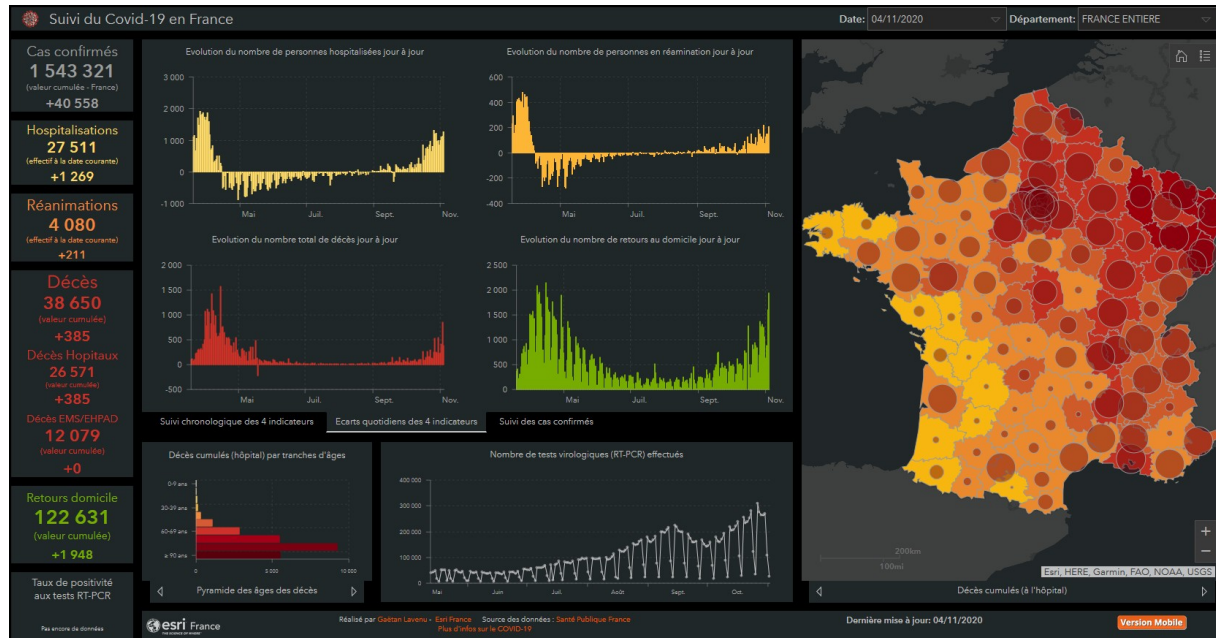 Suivi du Covid-19 en France
Date: 04/11/2020
Département: FRANCE ENTIERE
Cas confirmés
1 543 321
(valeur cumulée - France)
+40 558
Hospitalisations
27 511
(effectif à la date courante)
+1 269
Réanimations
4 080
(effectif à la date courante)
+211
Décès
38 650
(valeur cumulée)
+385
Décès Hopitaux
26 571
(valeur cumulée)
+385
Décès EMS/EHPAD
12 079
(valeur cumulée)
+0
Retours domicile
122 631
(valeur cumulée)
+1 948
Taux de positivité
aux tests RT-PCR
Pas encore de données
Evolution du nombre de personnes hospitalisées jour à jour
3 000
2 000
1 000
0
-1 000
Mai Juil. Sept. Nov.
Evolution du nombre de personnes en réamination jour à jour
600
400
200
0
-200
-400
Mai Juil. Sept. Nov.
Evolution du nombre total de décès jour à jour
2 000
1 500
1 000
500
0
-500
Mai Juil. Sept. Nov.
Evolution du nombre de retours au domicile jour à jour
2 500
2 000
1 500
1 000
500
0
Mai Juil. Sept. Nov.
Suivi chronologique des 4 indicateurs
Ecarts quotidiens des 4 indicateurs
Suivi des cas confirmés
Décès cumulés (hôpital) par tranches d'âges
0-9 ans
30-39 ans
60-69 ans
≥ 90 ans
0 5 000 10 000
Pyramide des âges des décès
Nombre de tests virologiques (RT-PCR) effectués
400 000
300 000
200 000
100 000
0
Mai Juin Juil. Août Sept. Oct.
200km
100mi
Esri, HERE, Garmin, FAO, NOAA, USGS
Décès cumulés (à l'hôpital)
esri France
THE SCIENCE OF WHERE
Réalisé par Gaëtan Lavenu - Esri France Source des données : Santé Publique France
Plus d'infos sur le COVID-19
Dernière mise à jour: 04/11/2020
Version Mobile